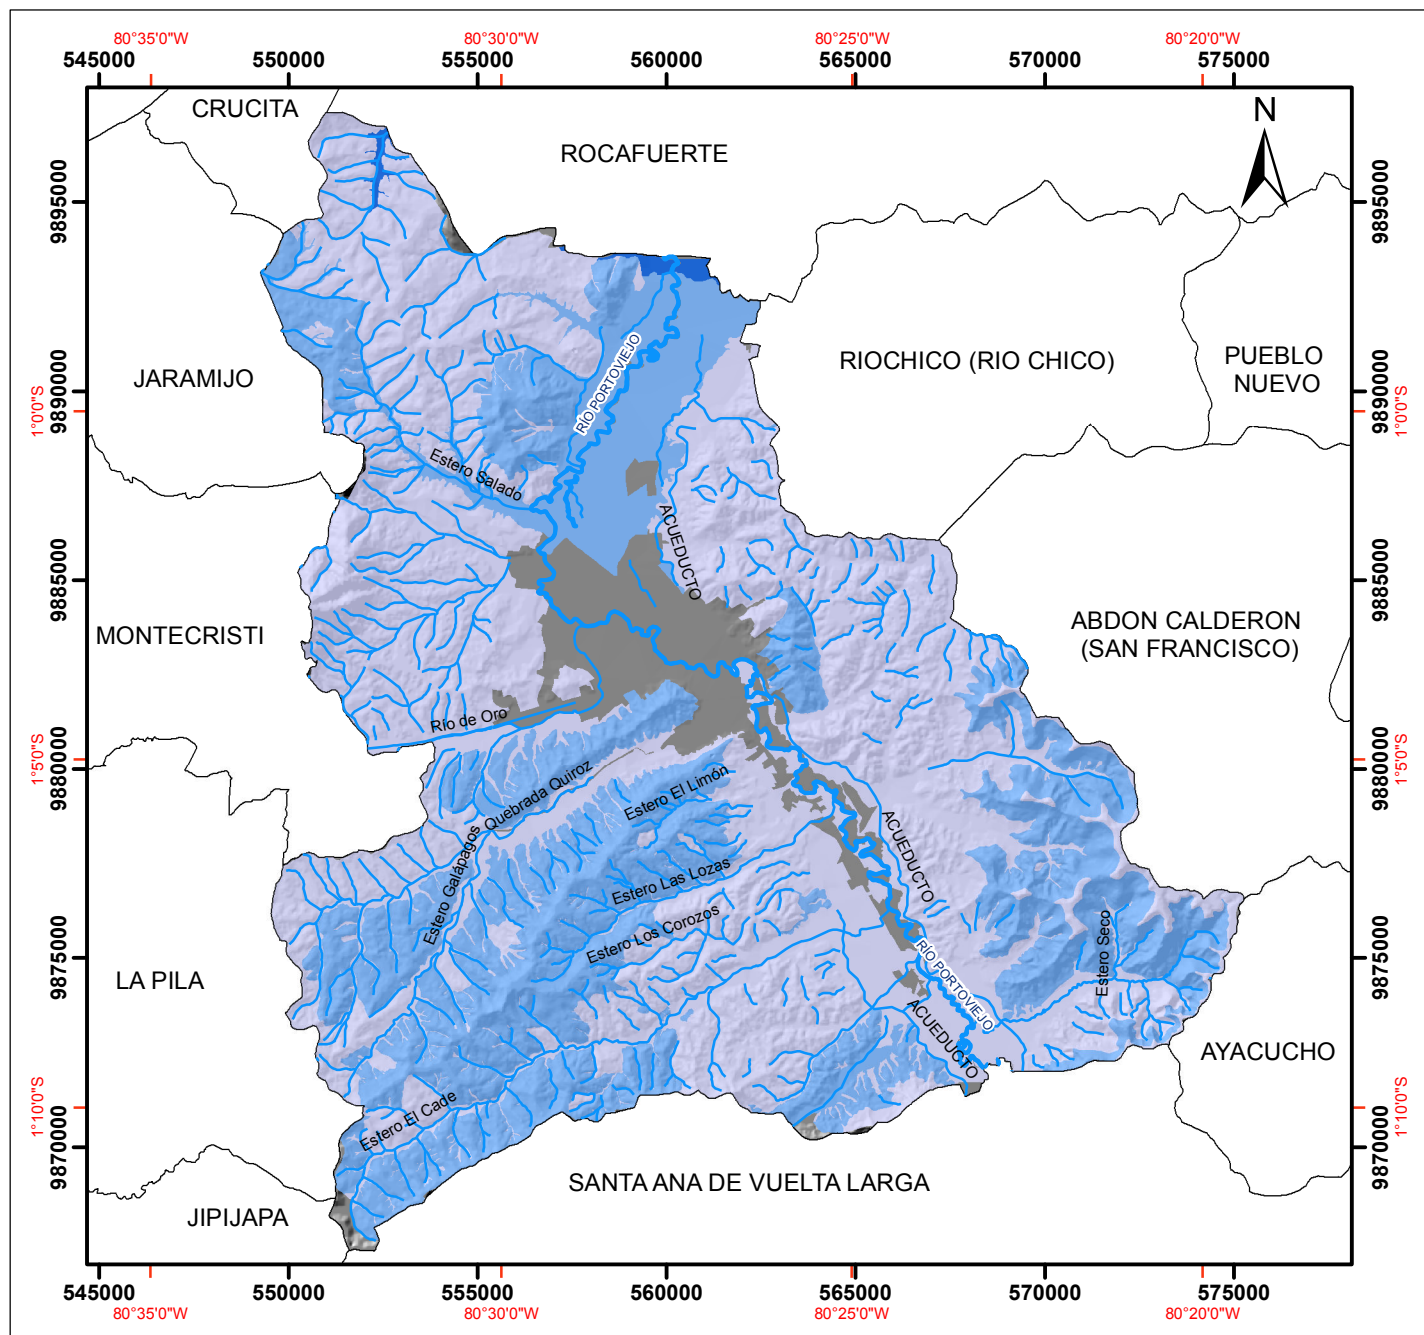 80°35'0"W 80°30'0"W 80°25'0"W 80°20'0"W
545000 550000 555000 560000 565000 570000 575000
CRUCITA
N
ROCAFUERTE
9895000 9895000
RÍO PORTOVIEJO
RIOCHICO (RIO CHICO)
PUEBLO
NUEVO
JARAMIJO
9890000 9890000
1°0'0"S 1°0'0"S
Estero Salado
ACUEDUCTO
9885000 9885000
MONTECRISTI
ABDON CALDERON
(SAN FRANCISCO)
Río de Oro
1°5'0"S 1°5'0"S
9880000 9880000
Quebrada Quiroz
Estero El Limón
ACUEDUCTO
Estero Galápagos
Estero Las Lozas
Estero Los Corozos
RÍO PORTOVIEJO
Estero Seco
9875000 9875000
LA PILA
ACUEDUCTO
AYACUCHO
1°10'0"S 1°10'0"S
Estero El Cade
9870000 9870000
SANTA ANA DE VUELTA LARGA
JIPIJAPA
545000 550000 555000 560000 565000 570000 575000
80°35'0"W 80°30'0"W 80°25'0"W 80°20'0"W